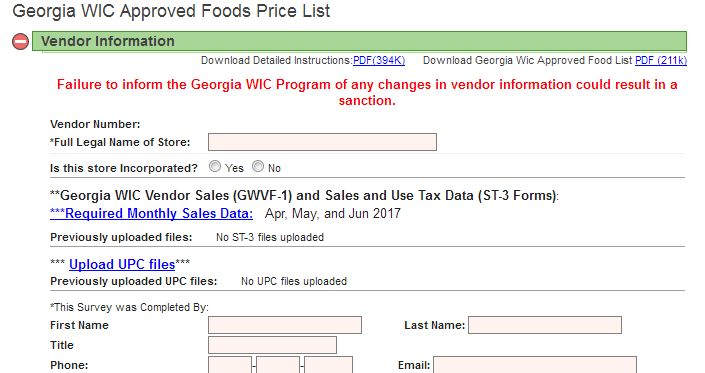 Georgia WIC Approved Foods Price List
Vendor Information
Download Detailed Instructions:PDF(394K) Download Georgia Wic Approved Food List PDF (211k)
Failure to inform the Georgia WIC Program of any changes in vendor information could result in a
sanction.
Vendor Number:
*Full Legal Name of Store:
Is this store Incorporated? Yes No
**Georgia WIC Vendor Sales (GWVF-1) and Sales and Use Tax Data (ST-3 Forms):
***Required Monthly Sales Data: Apr, May, and Jun 2017
Previously uploaded files: No ST-3 files uploaded
*** Upload UPC files***
Previously uploaded UPC files: No UPC files uploaded
*This Survey was Completed By:
First Name Last Name:
Title
Phone: - - Email: